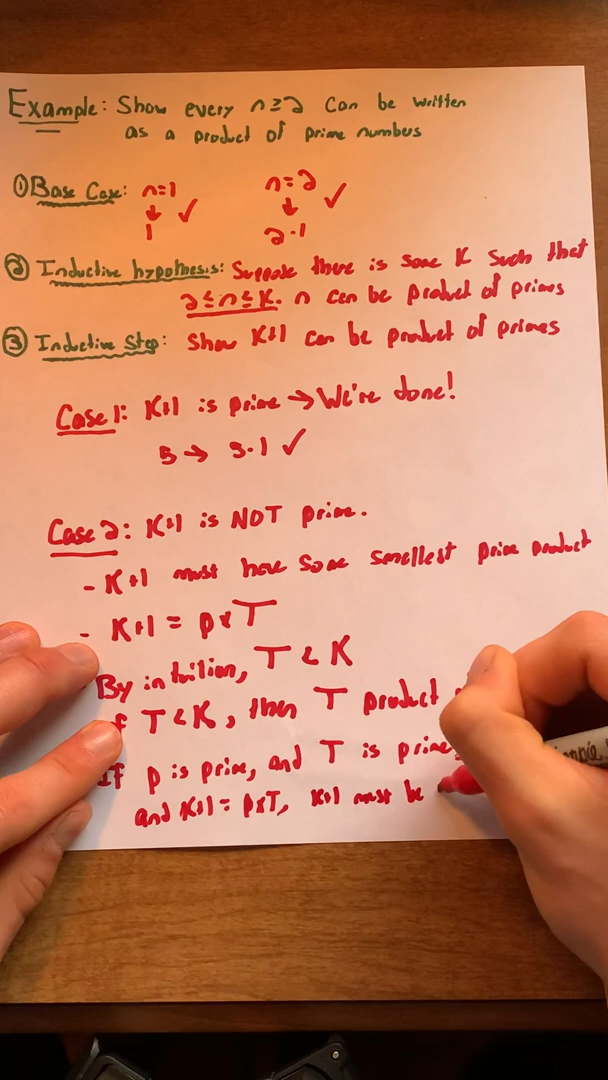 Example: Show every n≥2 can be written
as a product of prime numbers
① Base Case: n=1 ↓ 1 ✓ n=2 ↓ 2·1 ✓
② Inductive hypothesis: Suppose there is some K such that
2≤n≤K. n can be product of primes
③ Inductive Step: Show K+1 can be product of primes
Case 1: K+1 is prime → We're done!
5 → 5·1 ✓
Case 2: K+1 is NOT prime.
- K+1 must have some smallest prime product
- K+1 = p x T
By intuition, T < K
T < K, then T product
If p is prime, and T is prime
and K+1 = p x T, K+1 must be